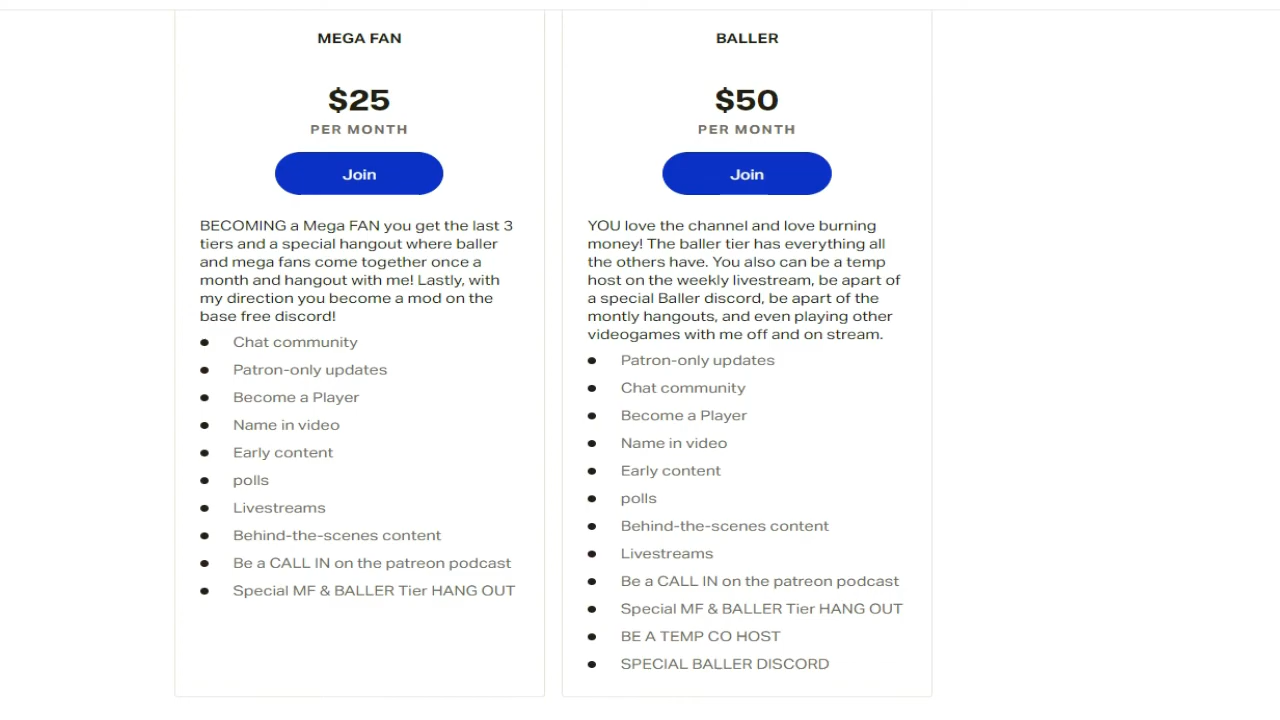 MEGA FAN
$25
PER MONTH
Join
BECOMING a Mega FAN you get the last 3
tiers and a special hangout where baller
and mega fans come together once a
month and hangout with me! Lastly, with
my direction you become a mod on the
base free discord!
Chat community
Patron-only updates
Become a Player
Name in video
Early content
polls
Livestreams
Behind-the-scenes content
Be a CALL IN on the patreon podcast
Special MF & BALLER Tier HANG OUT
BALLER
$50
PER MONTH
Join
YOU love the channel and love burning
money! The baller tier has everything all
the others have. You also can be a temp
host on the weekly livestream, be apart of
a special Baller discord, be apart of the
montly hangouts, and even playing other
videogames with me off and on stream.
Patron-only updates
Chat community
Become a Player
Name in video
Early content
polls
Behind-the-scenes content
Livestreams
Be a CALL IN on the patreon podcast
Special MF & BALLER Tier HANG OUT
BE A TEMP CO HOST
SPECIAL BALLER DISCORD